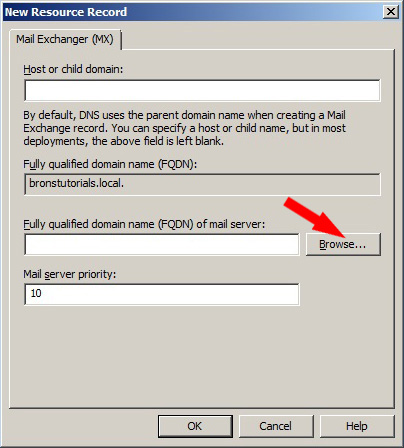 New Resource Record
Mail Exchanger (MX)
Host or child domain:
By default, DNS uses the parent domain name when creating a Mail
Exchange record. You can specify a host or child name, but in most
deployments, the above field is left blank.
Fully qualified domain name (FQDN):
bronstutorials.local.
Fully qualified domain name (FQDN) of mail server:
Browse...
Mail server priority:
10
OK Cancel Help